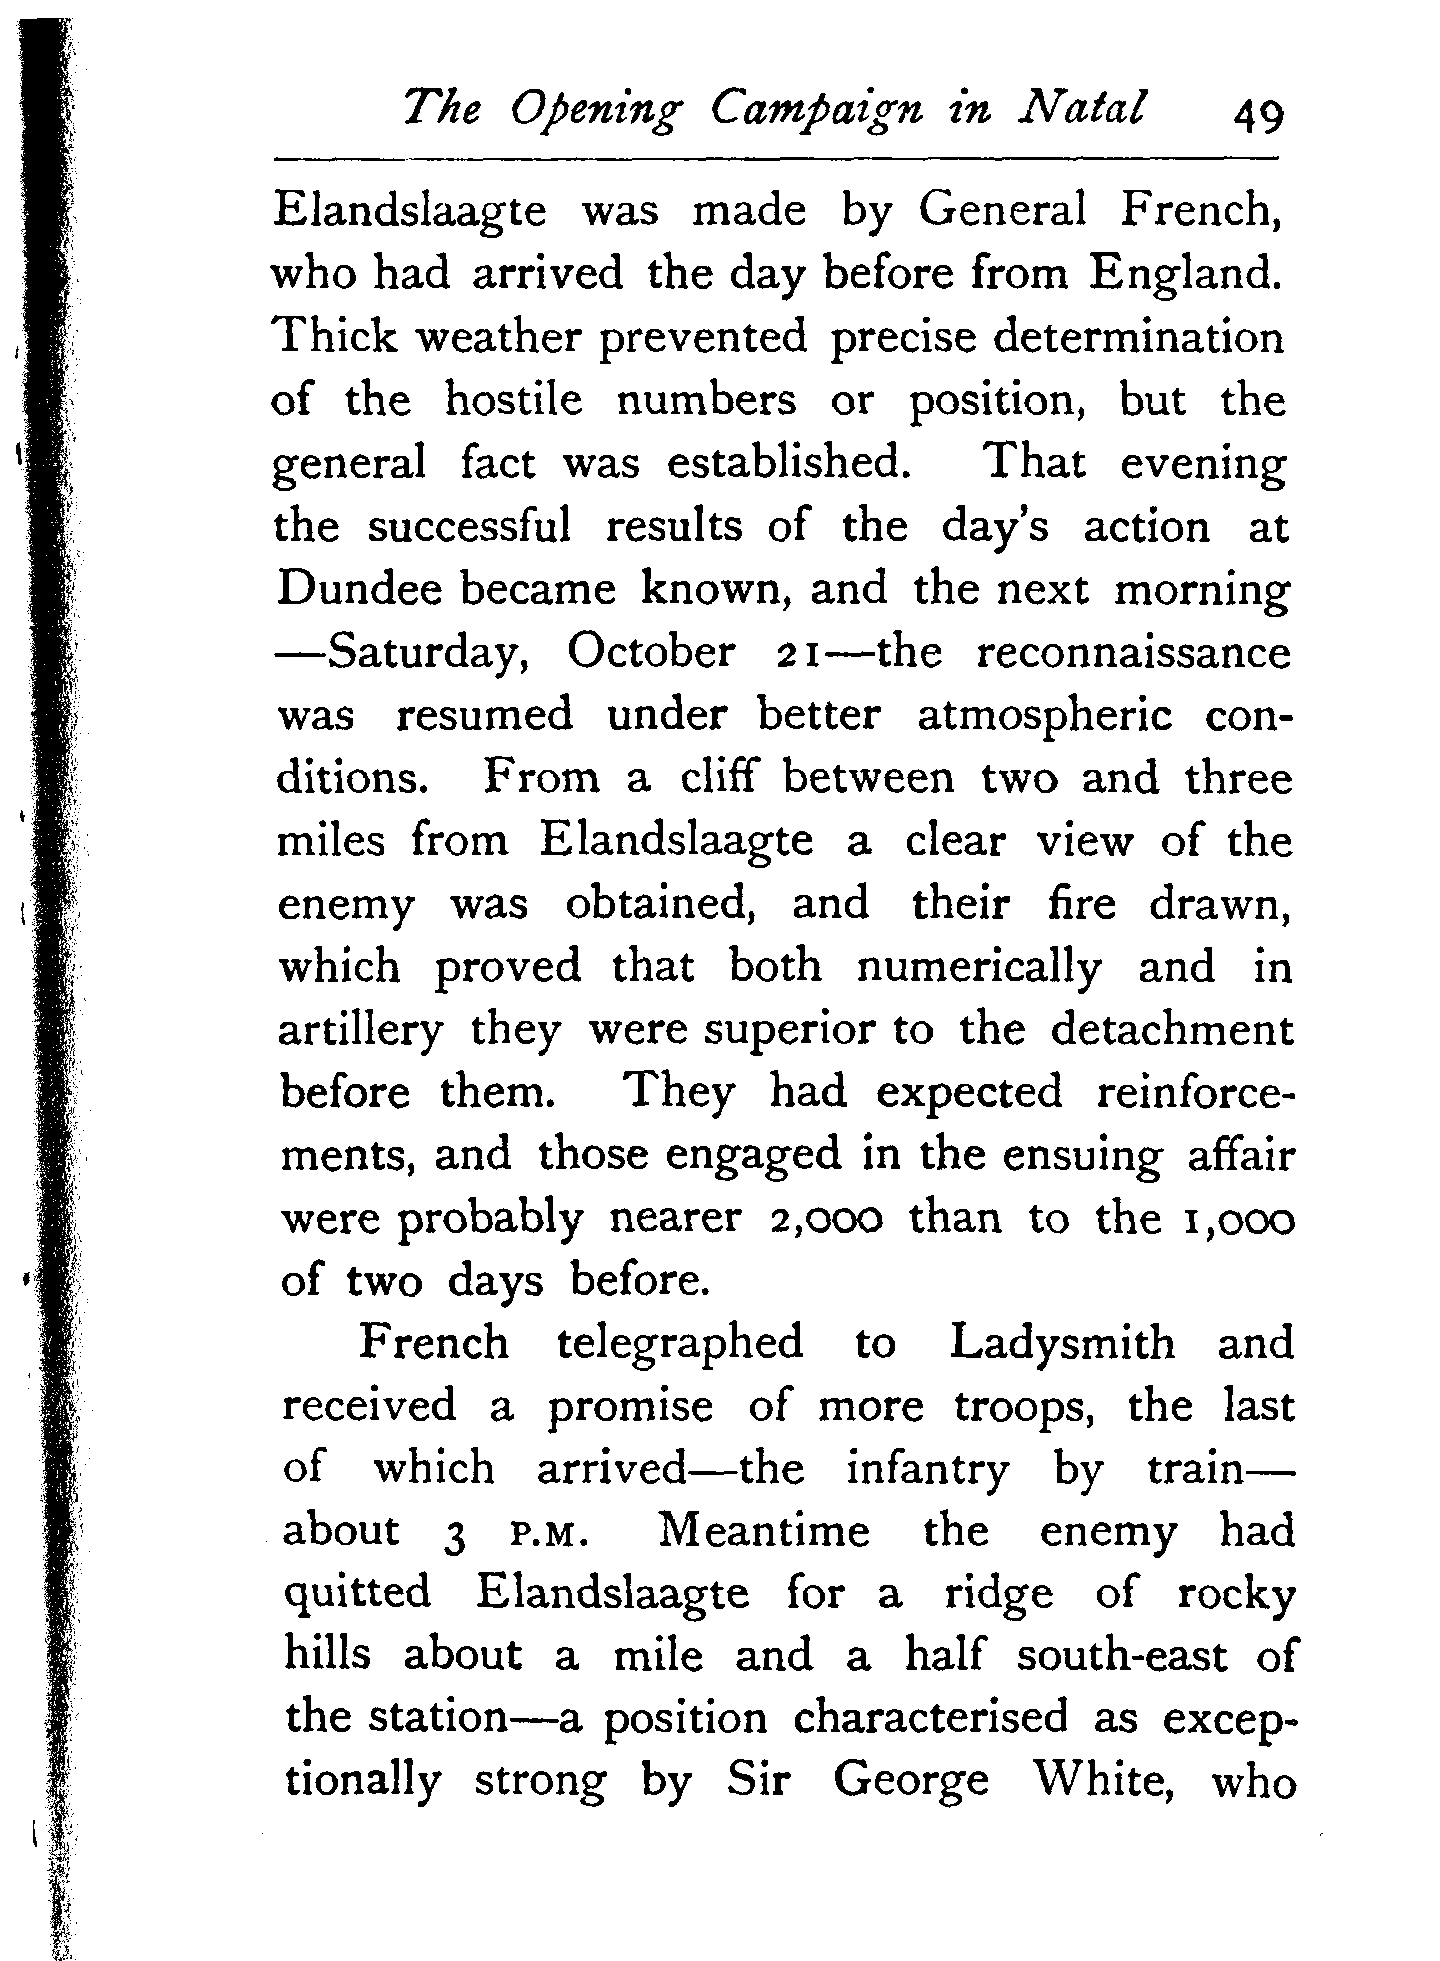 The Opening Campaign in Natal 49
Elandslaagte was made by General French,
who had arrived the day before from England.
Thick weather prevented precise determination
of the hostile numbers or position, but the
general fact was established. That evening
the successful results of the day's action at
Dundee became known, and the next morning
—Saturday, October 21—the reconnaissance
was resumed under better atmospheric con-
ditions. From a cliff between two and three
miles from Elandslaagte a clear view of the
enemy was obtained, and their fire drawn,
which proved that both numerically and in
artillery they were superior to the detachment
before them. They had expected reinforce-
ments, and those engaged in the ensuing affair
were probably nearer 2,000 than to the 1,000
of two days before.
French telegraphed to Ladysmith and
received a promise of more troops, the last
of which arrived—the infantry by train—
about 3 P.M. Meantime the enemy had
quitted Elandslaagte for a ridge of rocky
hills about a mile and a half south-east of
the station—a position characterised as excep-
tionally strong by Sir George White, who